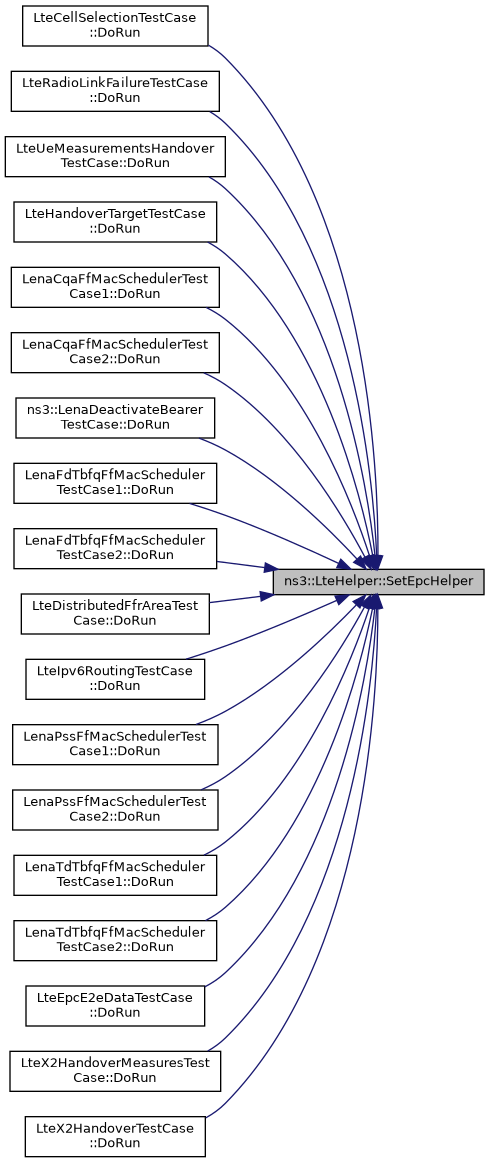 LteCellSelectionTestCase
::DoRun
LteRadioLinkFailureTestCase
::DoRun
LteUeMeasurementsHandover
TestCase::DoRun
LteHandoverTargetTestCase
::DoRun
LenaCqaFfMacSchedulerTest
Case1::DoRun
LenaCqaFfMacSchedulerTest
Case2::DoRun
ns3::LenaDeactivateBearer
TestCase::DoRun
LenaFdTbfqFfMacScheduler
TestCase1::DoRun
LenaFdTbfqFfMacScheduler
TestCase2::DoRun
ns3::LteHelper::SetEpcHelper
LteDistributedFfrAreaTest
Case::DoRun
LteIpv6RoutingTestCase
::DoRun
LenaPssFfMacSchedulerTest
Case1::DoRun
LenaPssFfMacSchedulerTest
Case2::DoRun
LenaTdTbfqFfMacScheduler
TestCase1::DoRun
LenaTdTbfqFfMacScheduler
TestCase2::DoRun
LteEpcE2eDataTestCase
::DoRun
LteX2HandoverMeasuresTest
Case::DoRun
LteX2HandoverTestCase
::DoRun